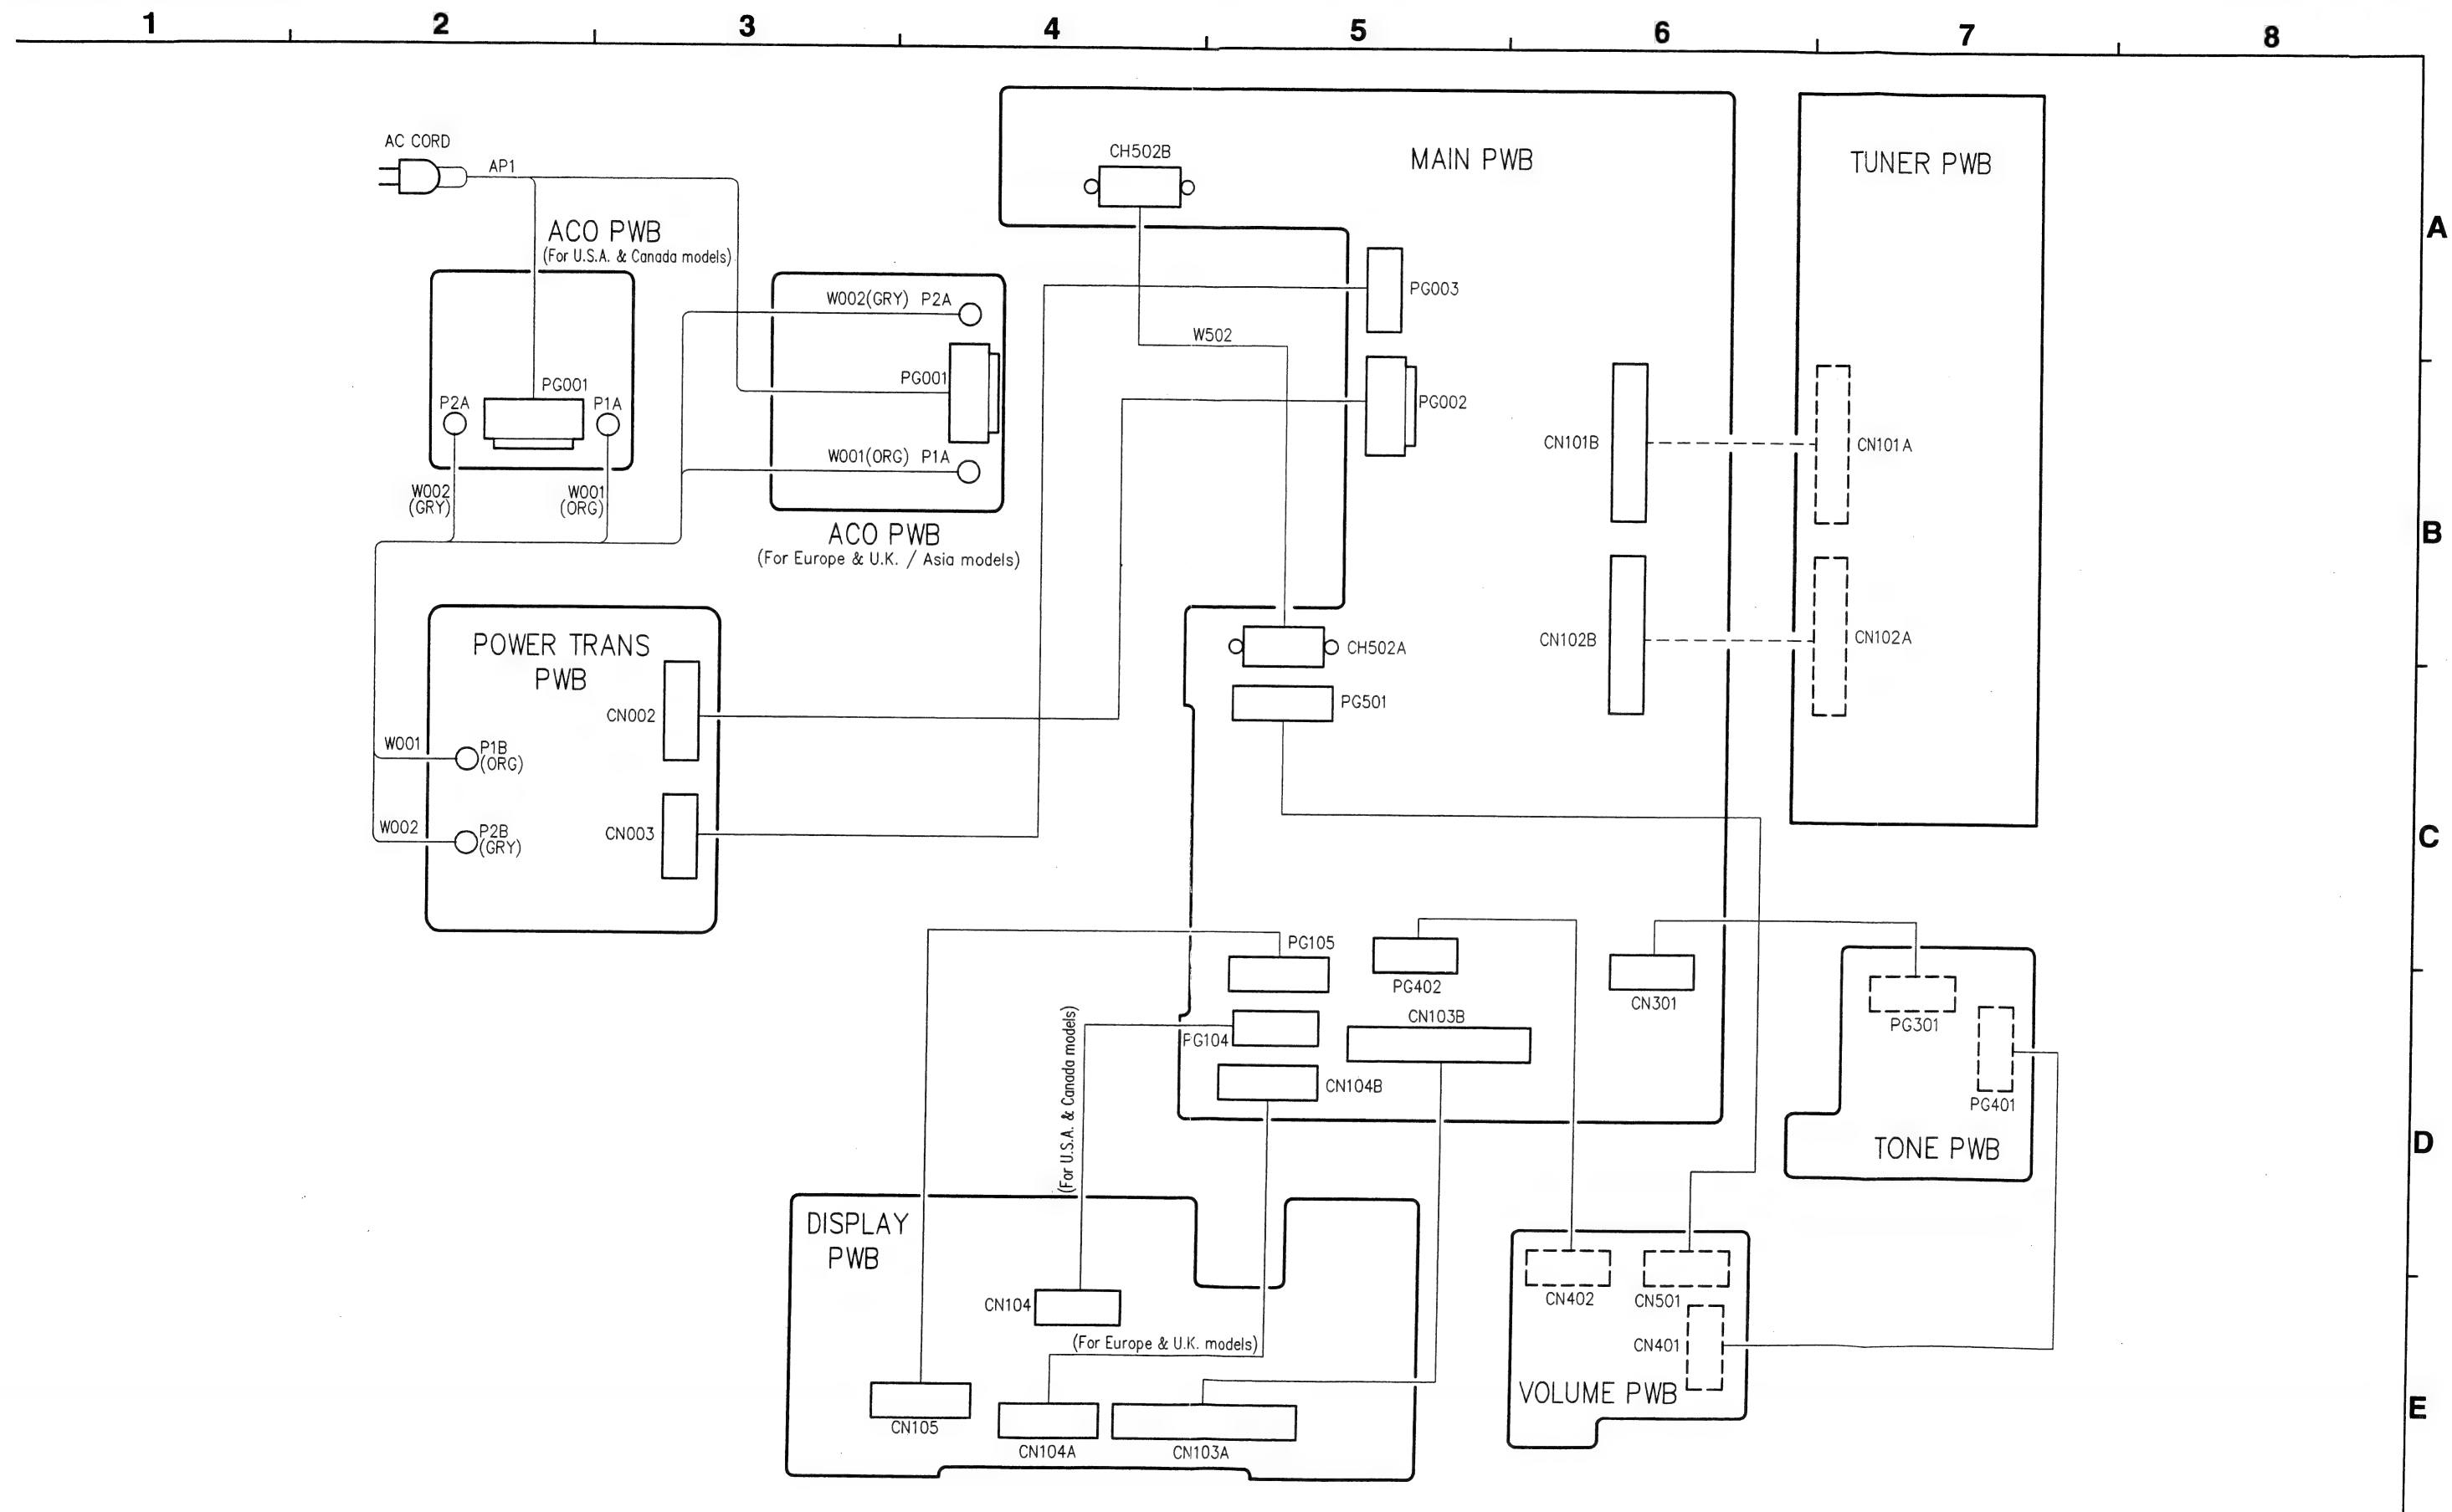 1 2 3 4 5 6 7 8
A
B
C
D
E
AC CORD
AP1
ACO PWB
(For U.S.A. & Canada models)
PG001
P2A
P1A
W002
(GRY)
W001
(ORG)
W002(GRY) P2A
PG001
W001(ORG) P1A
ACO PWB
(For Europe & U.K. / Asia models)
POWER TRANS
PWB
CN002
W001
P1B
(ORG)
CN003
W002
P2B
(GRY)
CH502B
MAIN PWB
W502
PG003
PG002
CN101B
CN102B
CH502A
PG501
PG105
PG402
CN301
PG104
CN103B
CN104B
TUNER PWB
CN101A
CN102A
PG301
PG401
TONE PWB
(For U.S.A. & Canada models)
DISPLAY
PWB
CN104
(For Europe & U.K. models)
CN105
CN104A
CN103A
CN402
CN501
CN401
VOLUME PWB